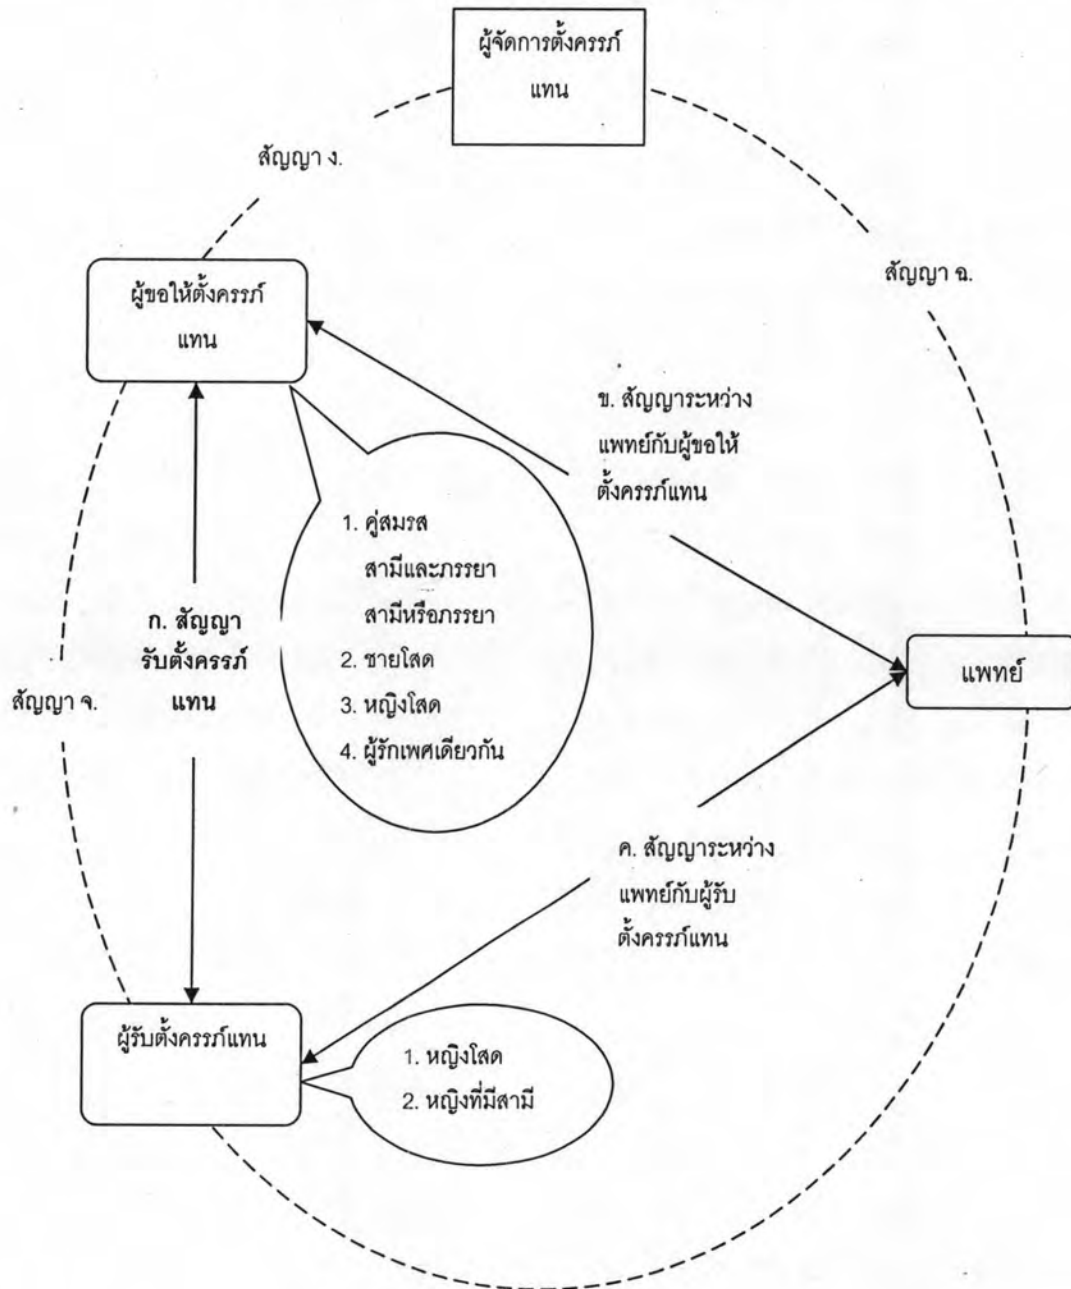 ผู้จัดการตั้งครรภ์
แทน
สัญญา ง.
ผู้ขอให้ตั้งครรภ์
แทน
สัญญา ฉ.
ข. สัญญาระหว่าง
แพทย์กับผู้ขอให้
ตั้งครรภ์แทน
1. คู่สมรส
สามีและภรรยา
สามีหรือภรรยา
2. ชายโสด
3. หญิงโสด
4. ผู้รักเพศเดียวกัน
ก. สัญญา
รับตั้งครรภ์
แทน
สัญญา จ.
แพทย์
ค. สัญญาระหว่าง
แพทย์กับผู้รับ
ตั้งครรภ์แทน
ผู้รับตั้งครรภ์แทน
1. หญิงโสด
2. หญิงที่มีสามี